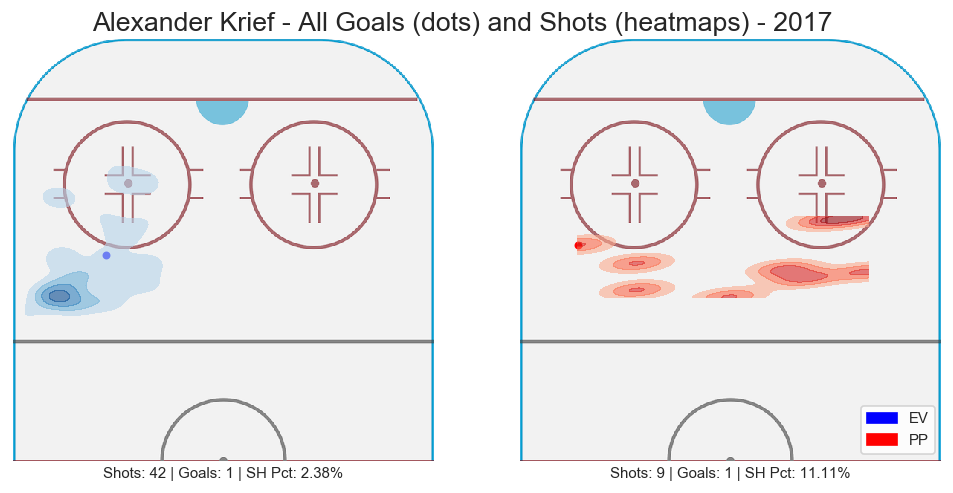 Alexander Krief - All Goals (dots) and Shots (heatmaps) - 2017
EV
PP
Shots: 42 | Goals: 1 | SH Pct: 2.38%
Shots: 9 | Goals: 1 | SH Pct: 11.11%